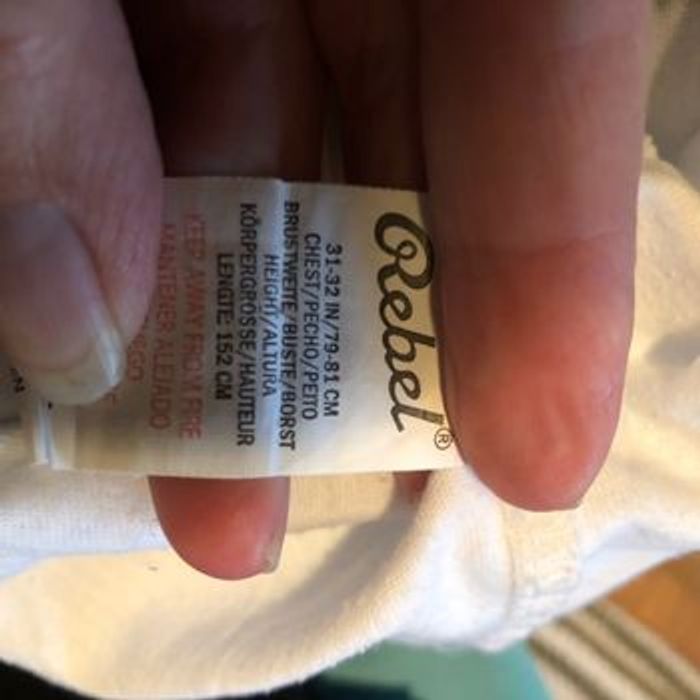 Rebel®
31-32 IN/79-81 CM
CHEST/PECHO/PEITO
BRUSTWEITE/BUSTE/BORST
HEIGHT/ALTURA
KÖRPERGRÖSSE/HAUTEUR
LENGTE: 152 CM
KEEP AWAY FROM FIRE
MANTENER ALEJADO